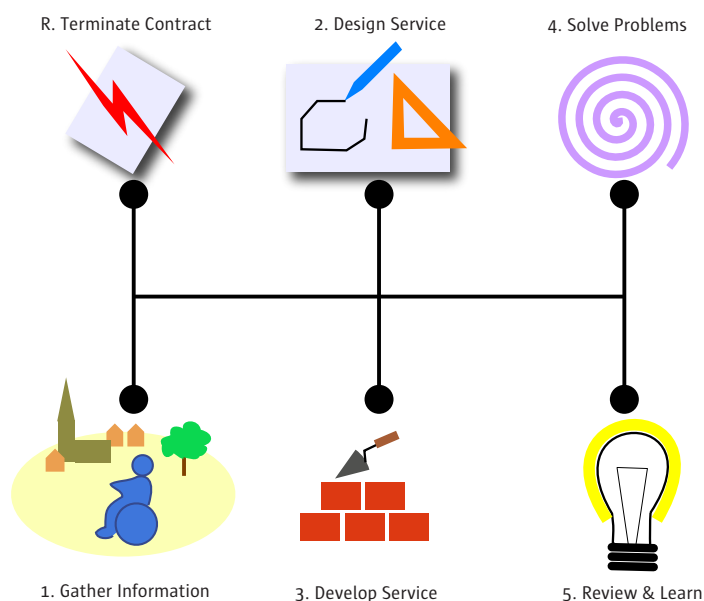 R. Terminate Contract
2. Design Service
4. Solve Problems
1. Gather Information
3. Develop Service
5. Review & Learn